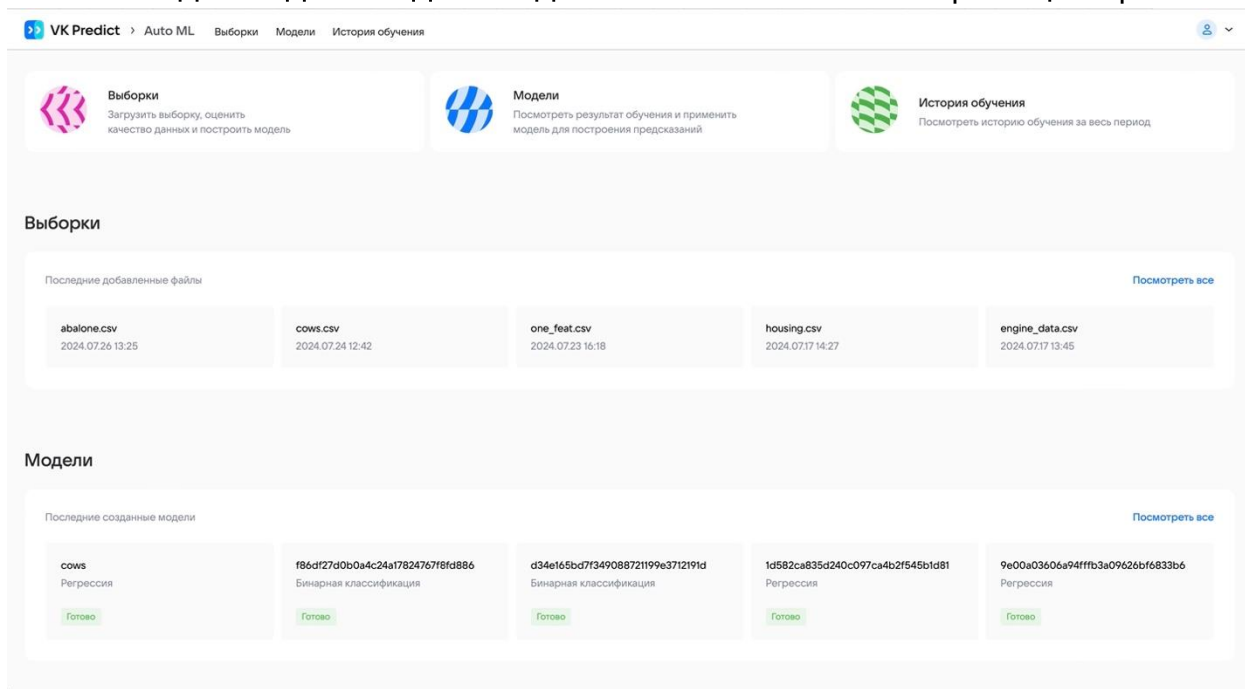 VK Predict > Auto ML Выборки Модели История обучения
Выборки
Загрузить выборку, оценить
качество данных и построить модель
Модели
Посмотреть результат обучения и применить
модель для построения предсказаний
История обучения
Посмотреть историю обучения за весь период
Выборки
Последние добавленные файлы Посмотреть все
abalone.csv cows.csv one_feat.csv housing.csv engine_data.csv
2024.07.26 13:25 2024.07.24 12:42 2024.07.23 16:18 2024.07.17 14:27 2024.07.17 13:45
Модели
Последние созданные модели Посмотреть все
cows f86df27d0b0a4c24a17824767f8fd886 d34e165bd7f349088721199e3712191d 1d582ca835d240c097ca4b2f545b1d81 9e00a03606a94fffb3a09626bf6833b6
Регрессия Бинарная классификация Бинарная классификация Регрессия Регрессия
Готово Готово Готово Готово Готово